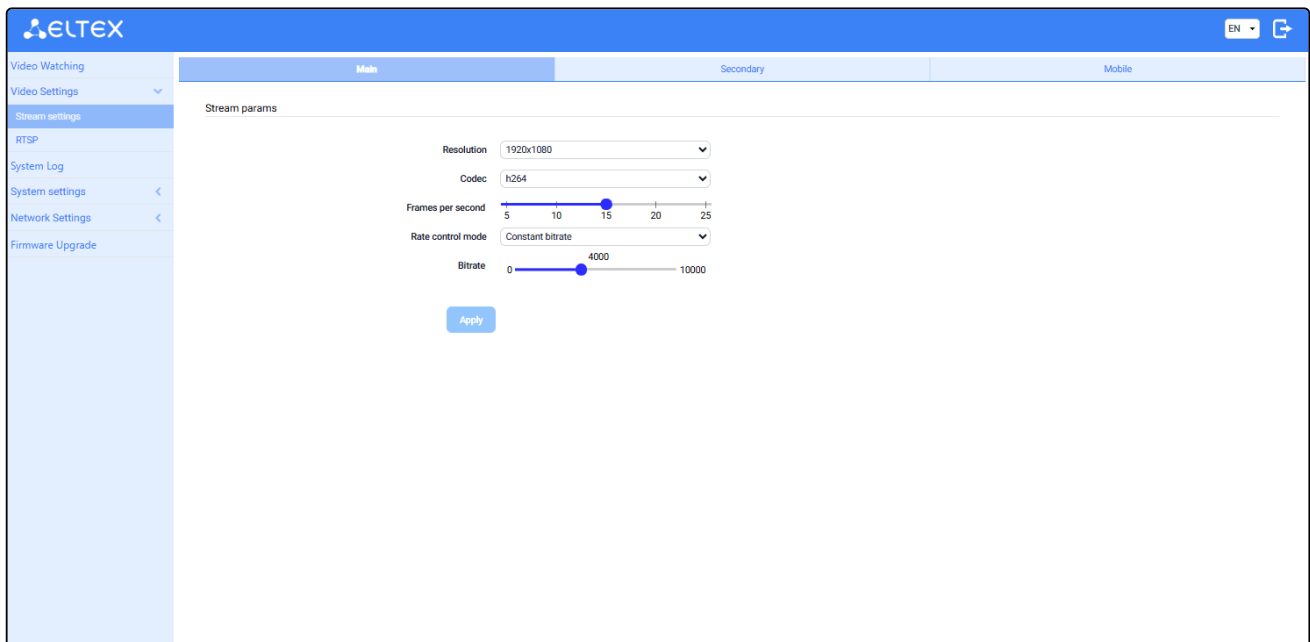 ELTEX
EN
Video Watching
Video Settings
Stream settings
RTSP
System Log
System settings
Network Settings
Firmware Upgrade
Main Secondary Mobile
Stream params
Resolution 1920x1080
Codec h264
Frames per second 5 10 15 20 25
Rate control mode Constant bitrate
4000
Bitrate 0 10000
Apply